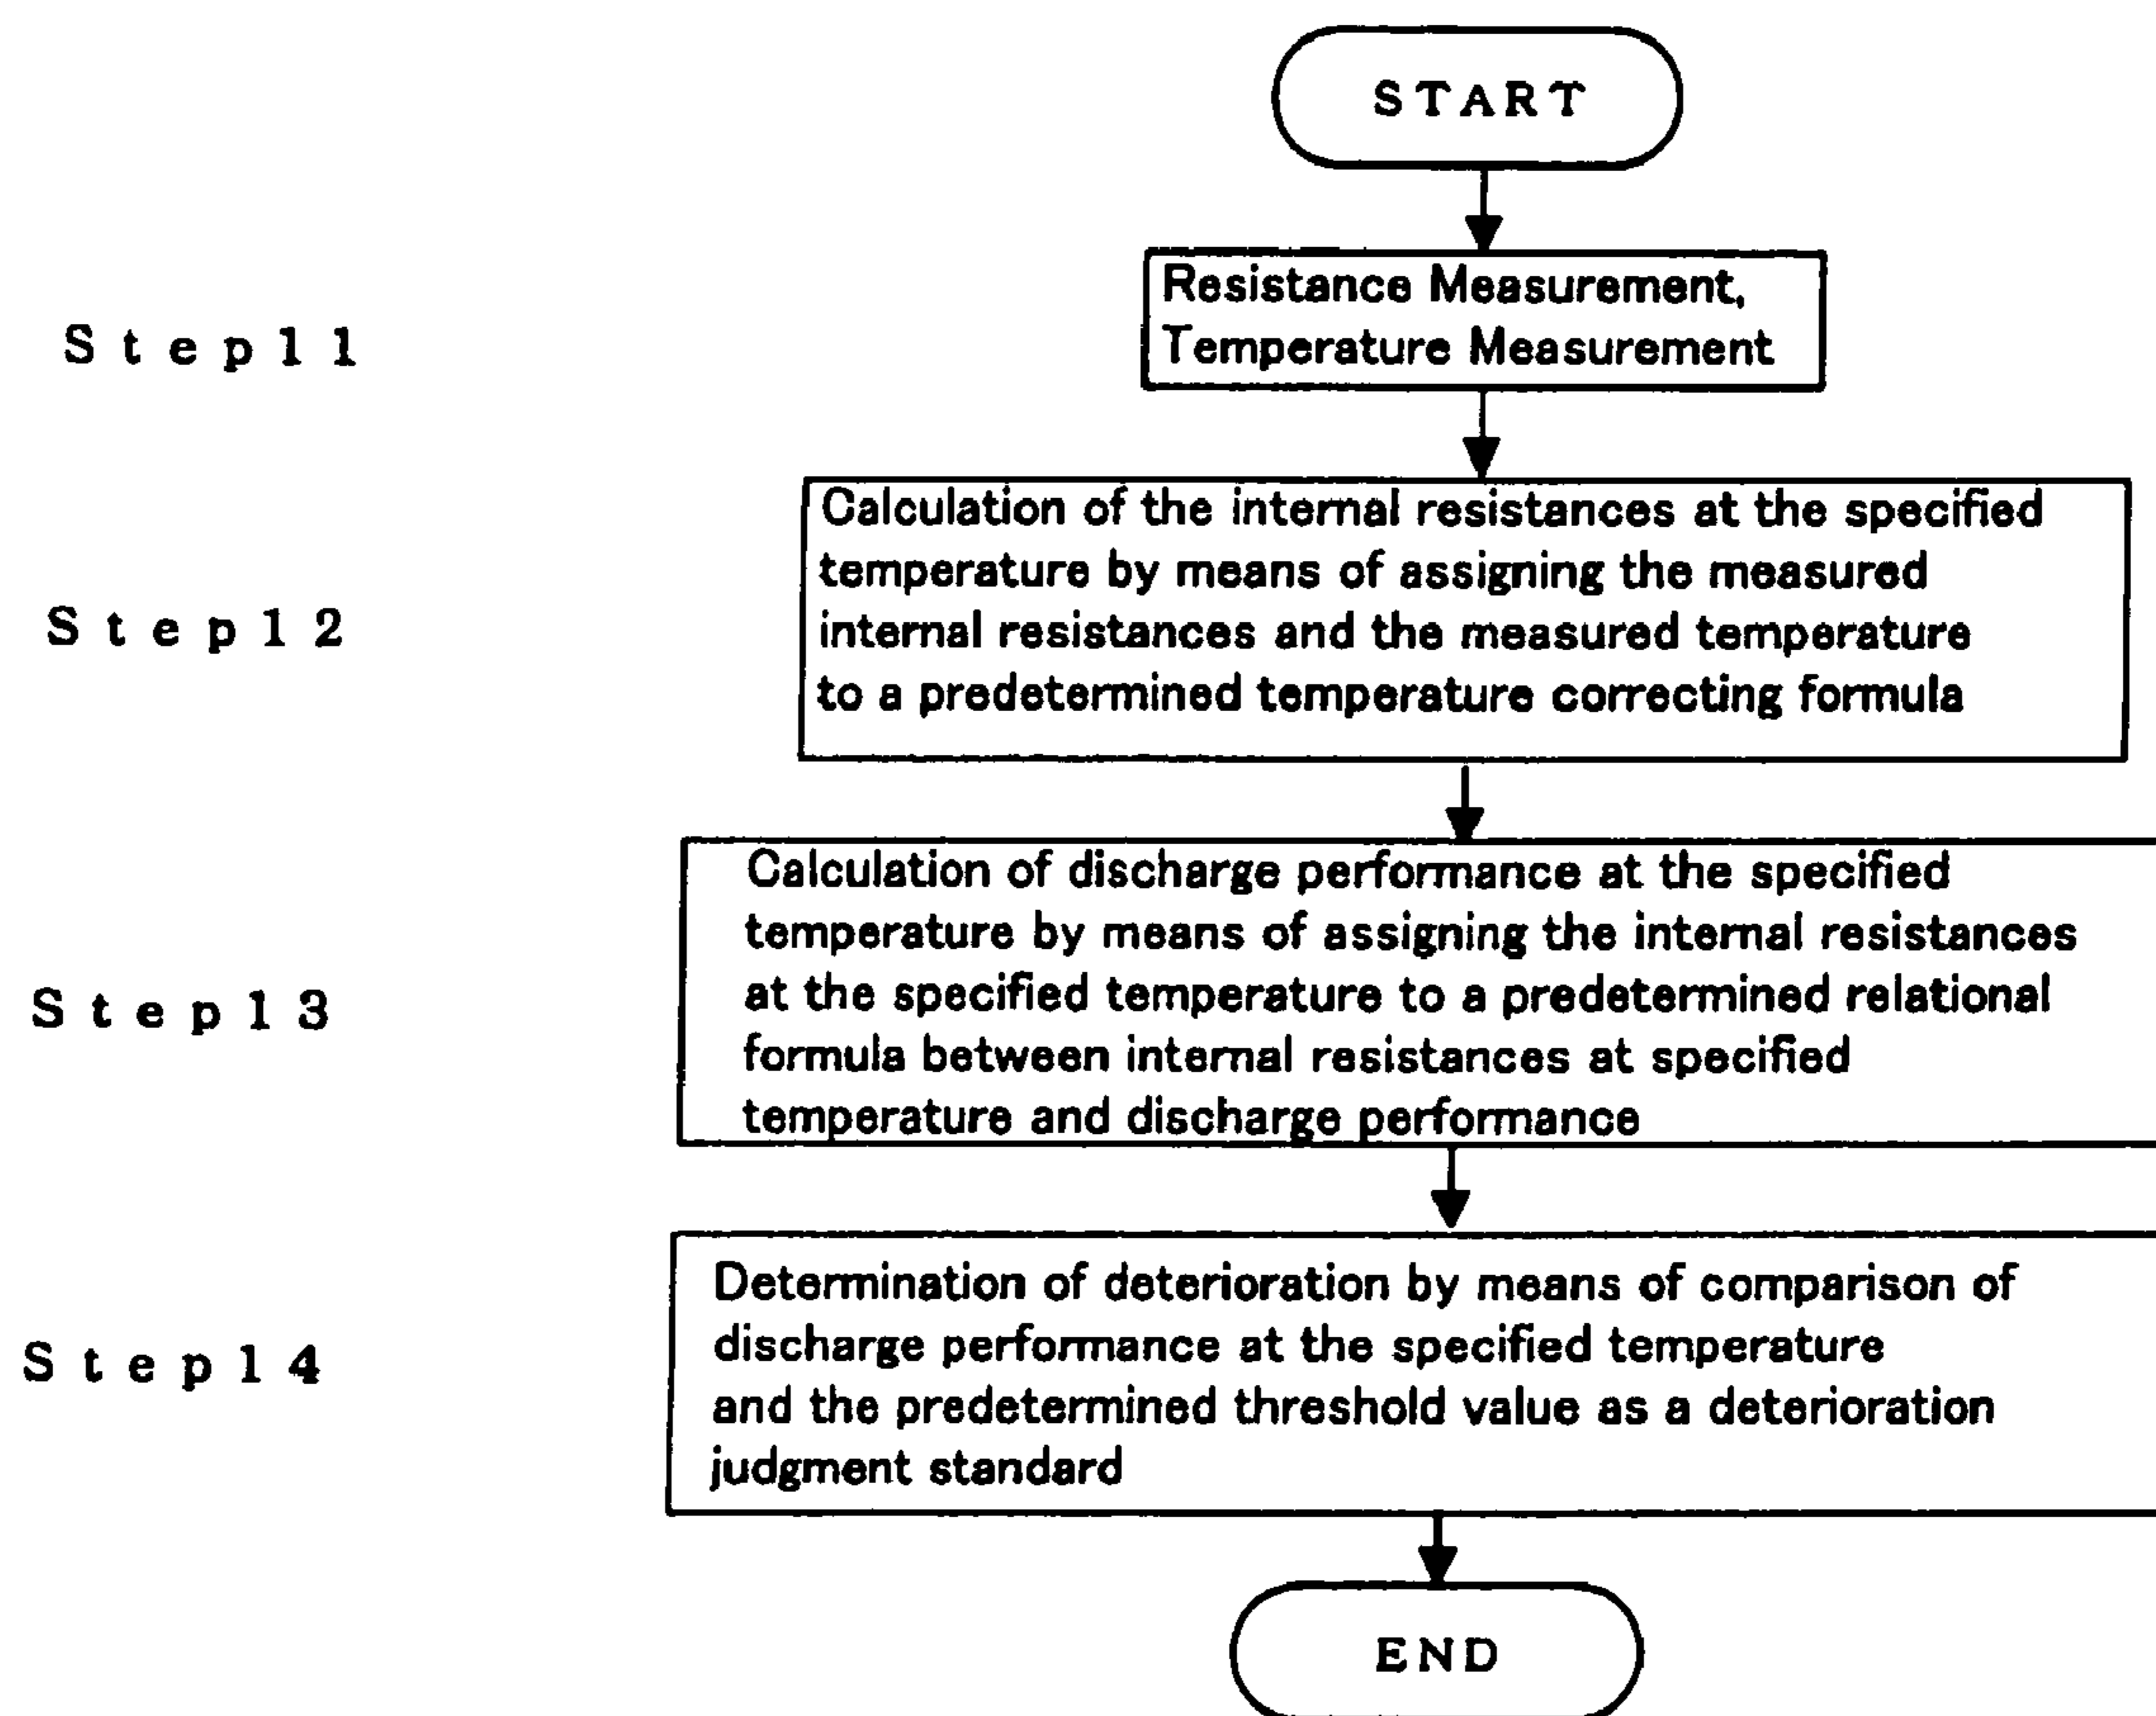 START
Step11
Resistance Measurement,
Temperature Measurement
Step12
Calculation of the internal resistances at the specified
temperature by means of assigning the measured
internal resistances and the measured temperature
to a predetermined temperature correcting formula
Step13
Calculation of discharge performance at the specified
temperature by means of assigning the internal resistances
at the specified temperature to a predetermined relational
formula between internal resistances at specified
temperature and discharge performance
Step14
Determination of deterioration by means of comparison of
discharge performance at the specified temperature
and the predetermined threshold value as a deterioration
judgment standard
END